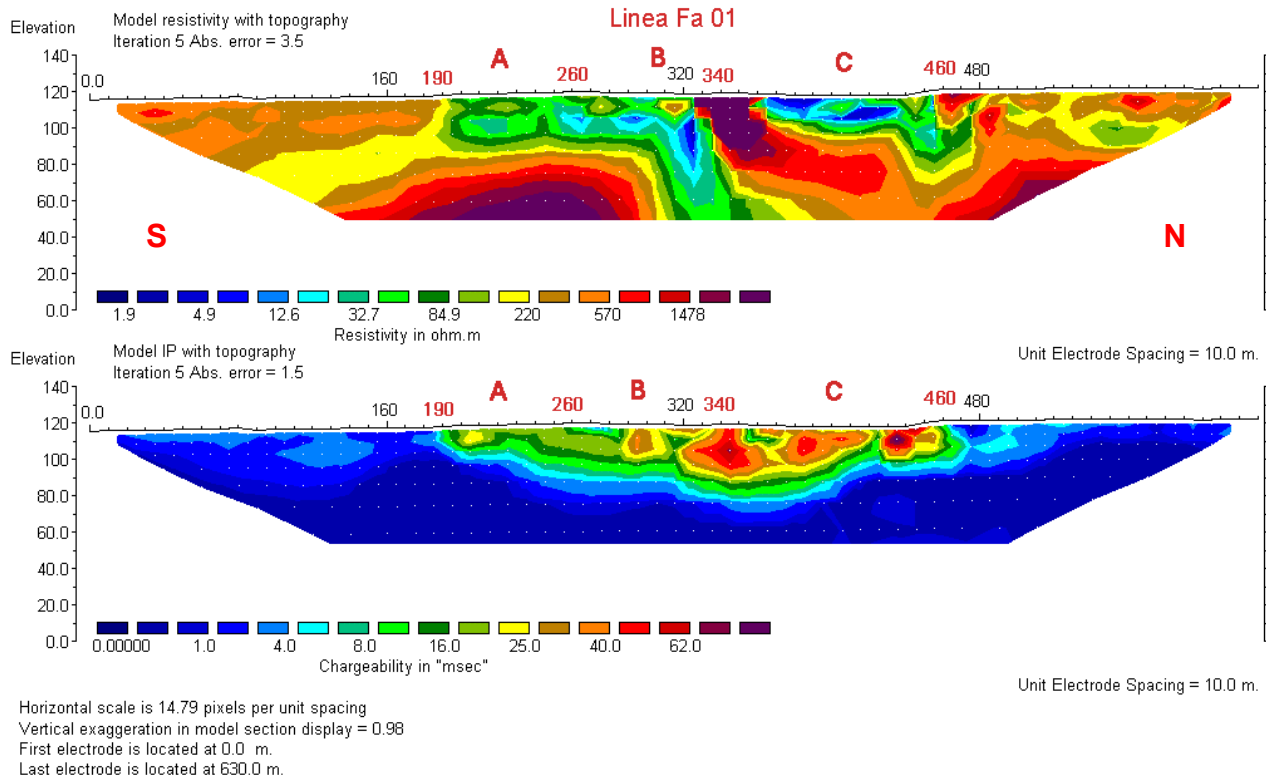 Linea Fa 01
Model resistivity with topography
Elevation
Iteration 5 Abs. error = 3.5
A B C
140
120
100
80.0
60.0
40.0
20.0
0.0
0.0 160 190 260 320 340 460 480
S N
1.9 4.9 12.6 32.7 84.9 220 570 1478
Resistivity in ohm.m
Unit Electrode Spacing = 10.0 m.
Model IP with topography
Elevation
Iteration 5 Abs. error = 1.5
A B C
140
120
100
80.0
60.0
40.0
20.0
0.0
0.0 160 190 260 320 340 460 480
0.00000 1.0 4.0 8.0 16.0 25.0 40.0 62.0
Chargeability in "msec"
Unit Electrode Spacing = 10.0 m.
Horizontal scale is 14.79 pixels per unit spacing
Vertical exaggeration in model section display = 0.98
First electrode is located at 0.0 m.
Last electrode is located at 630.0 m.